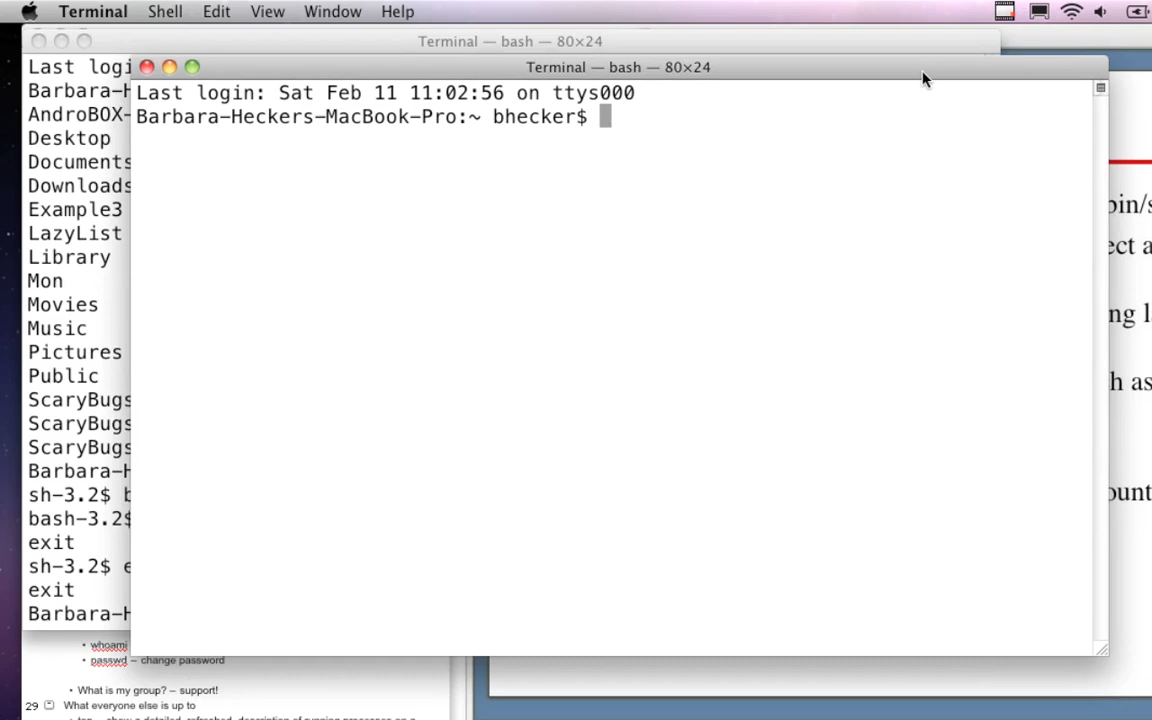 Terminal Shell Edit View Window Help
Terminal — bash — 80×24
Last logi
Barbara-H
AndroBOX-
Desktop
Documents
Downloads
Example3
LazyList
Library
Mon
Movies
Music
Pictures
Public
ScaryBugs
ScaryBugs
ScaryBugs
Barbara-H
sh-3.2$ b
bash-3.2$
exit
sh-3.2$ e
exit
Barbara-H
Terminal — bash — 80×24
Last login: Sat Feb 11 11:02:56 on ttys000
Barbara-Heckers-MacBook-Pro:~ bhecker$
bin/s
ect a
ng l
h as
ount
• whoami
• passwd – change password
• What is my group? – support!
29 What everyone else is up to